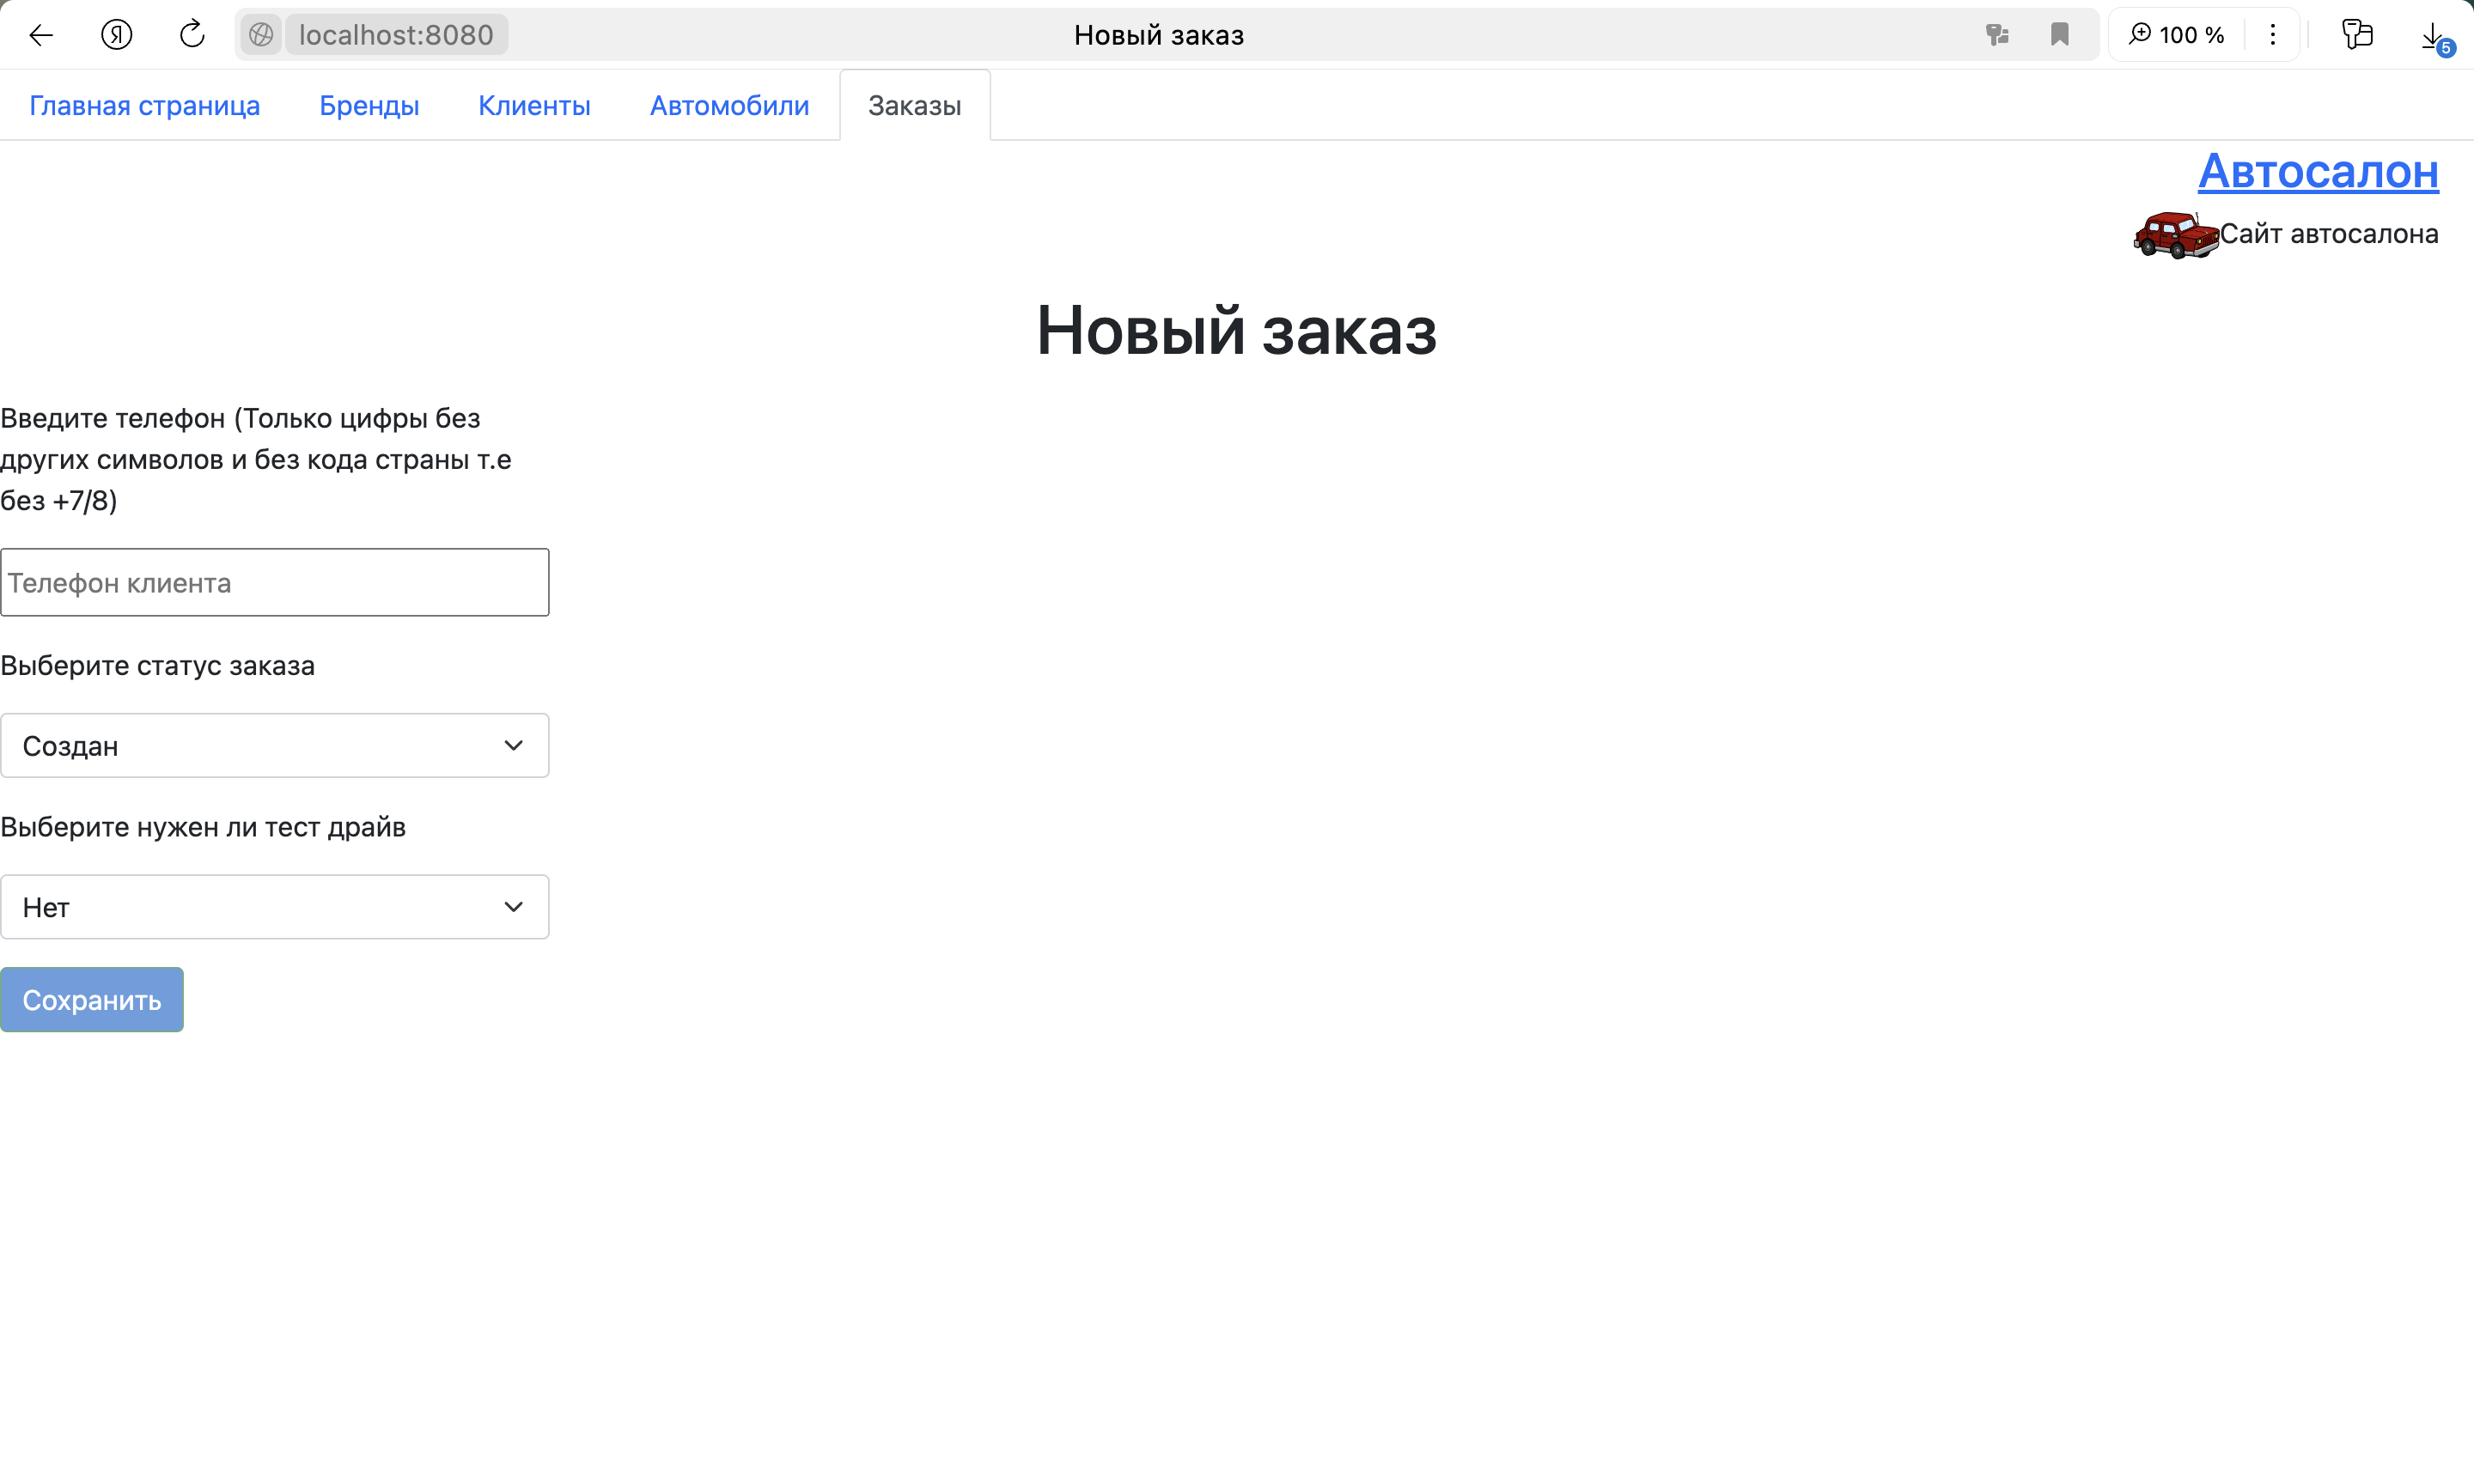 Я
localhost:8080
Новый заказ
100 %
5
Главная страница
Бренды
Клиенты
Автомобили
Заказы
Автосалон
Сайт автосалона
Новый заказ
Введите телефон (Только цифры без
других символов и без кода страны т.е
без +7/8)
Телефон клиента
Выберите статус заказа
Создан
Выберите нужен ли тест драйв
Нет
Сохранить